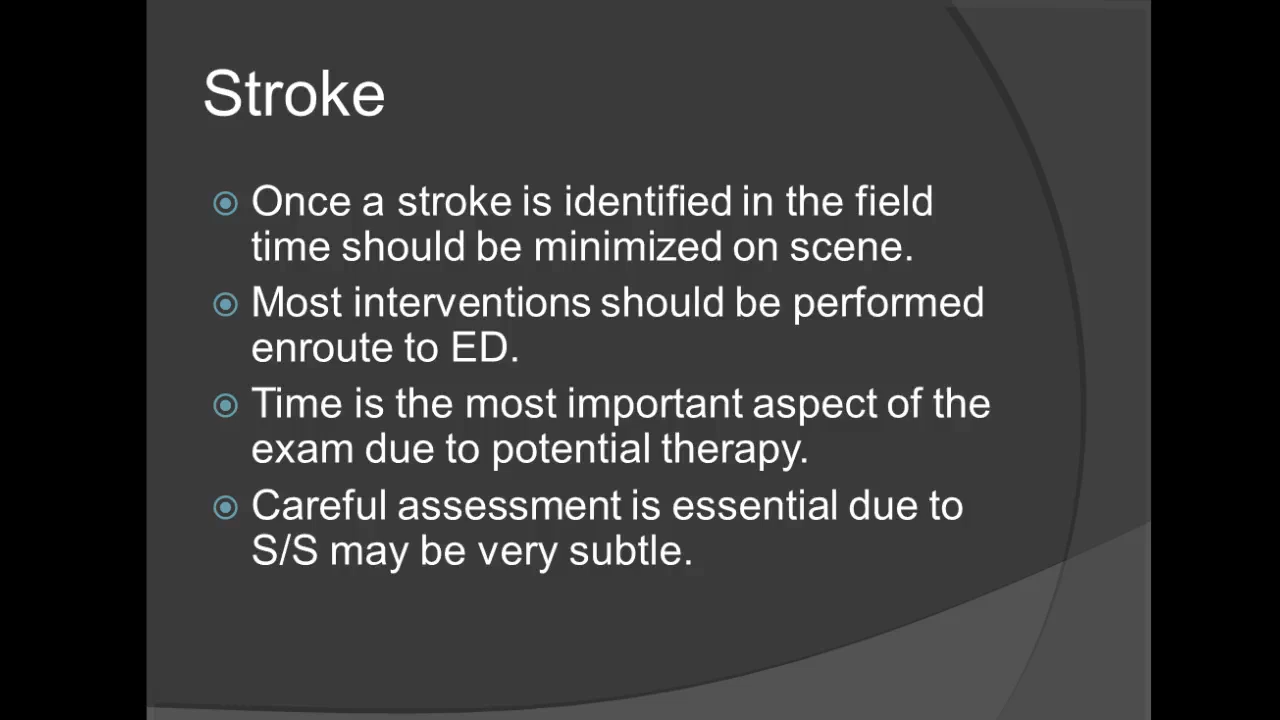 Stroke
Once a stroke is identified in the field
time should be minimized on scene.
Most interventions should be performed
enroute to ED.
Time is the most important aspect of the
exam due to potential therapy.
Careful assessment is essential due to
S/S may be very subtle.